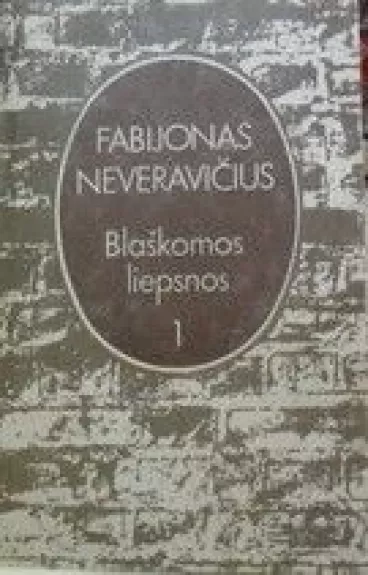 FABIJONAS
NEVERAVIČIUS
Blaškomos
liepsnos
1